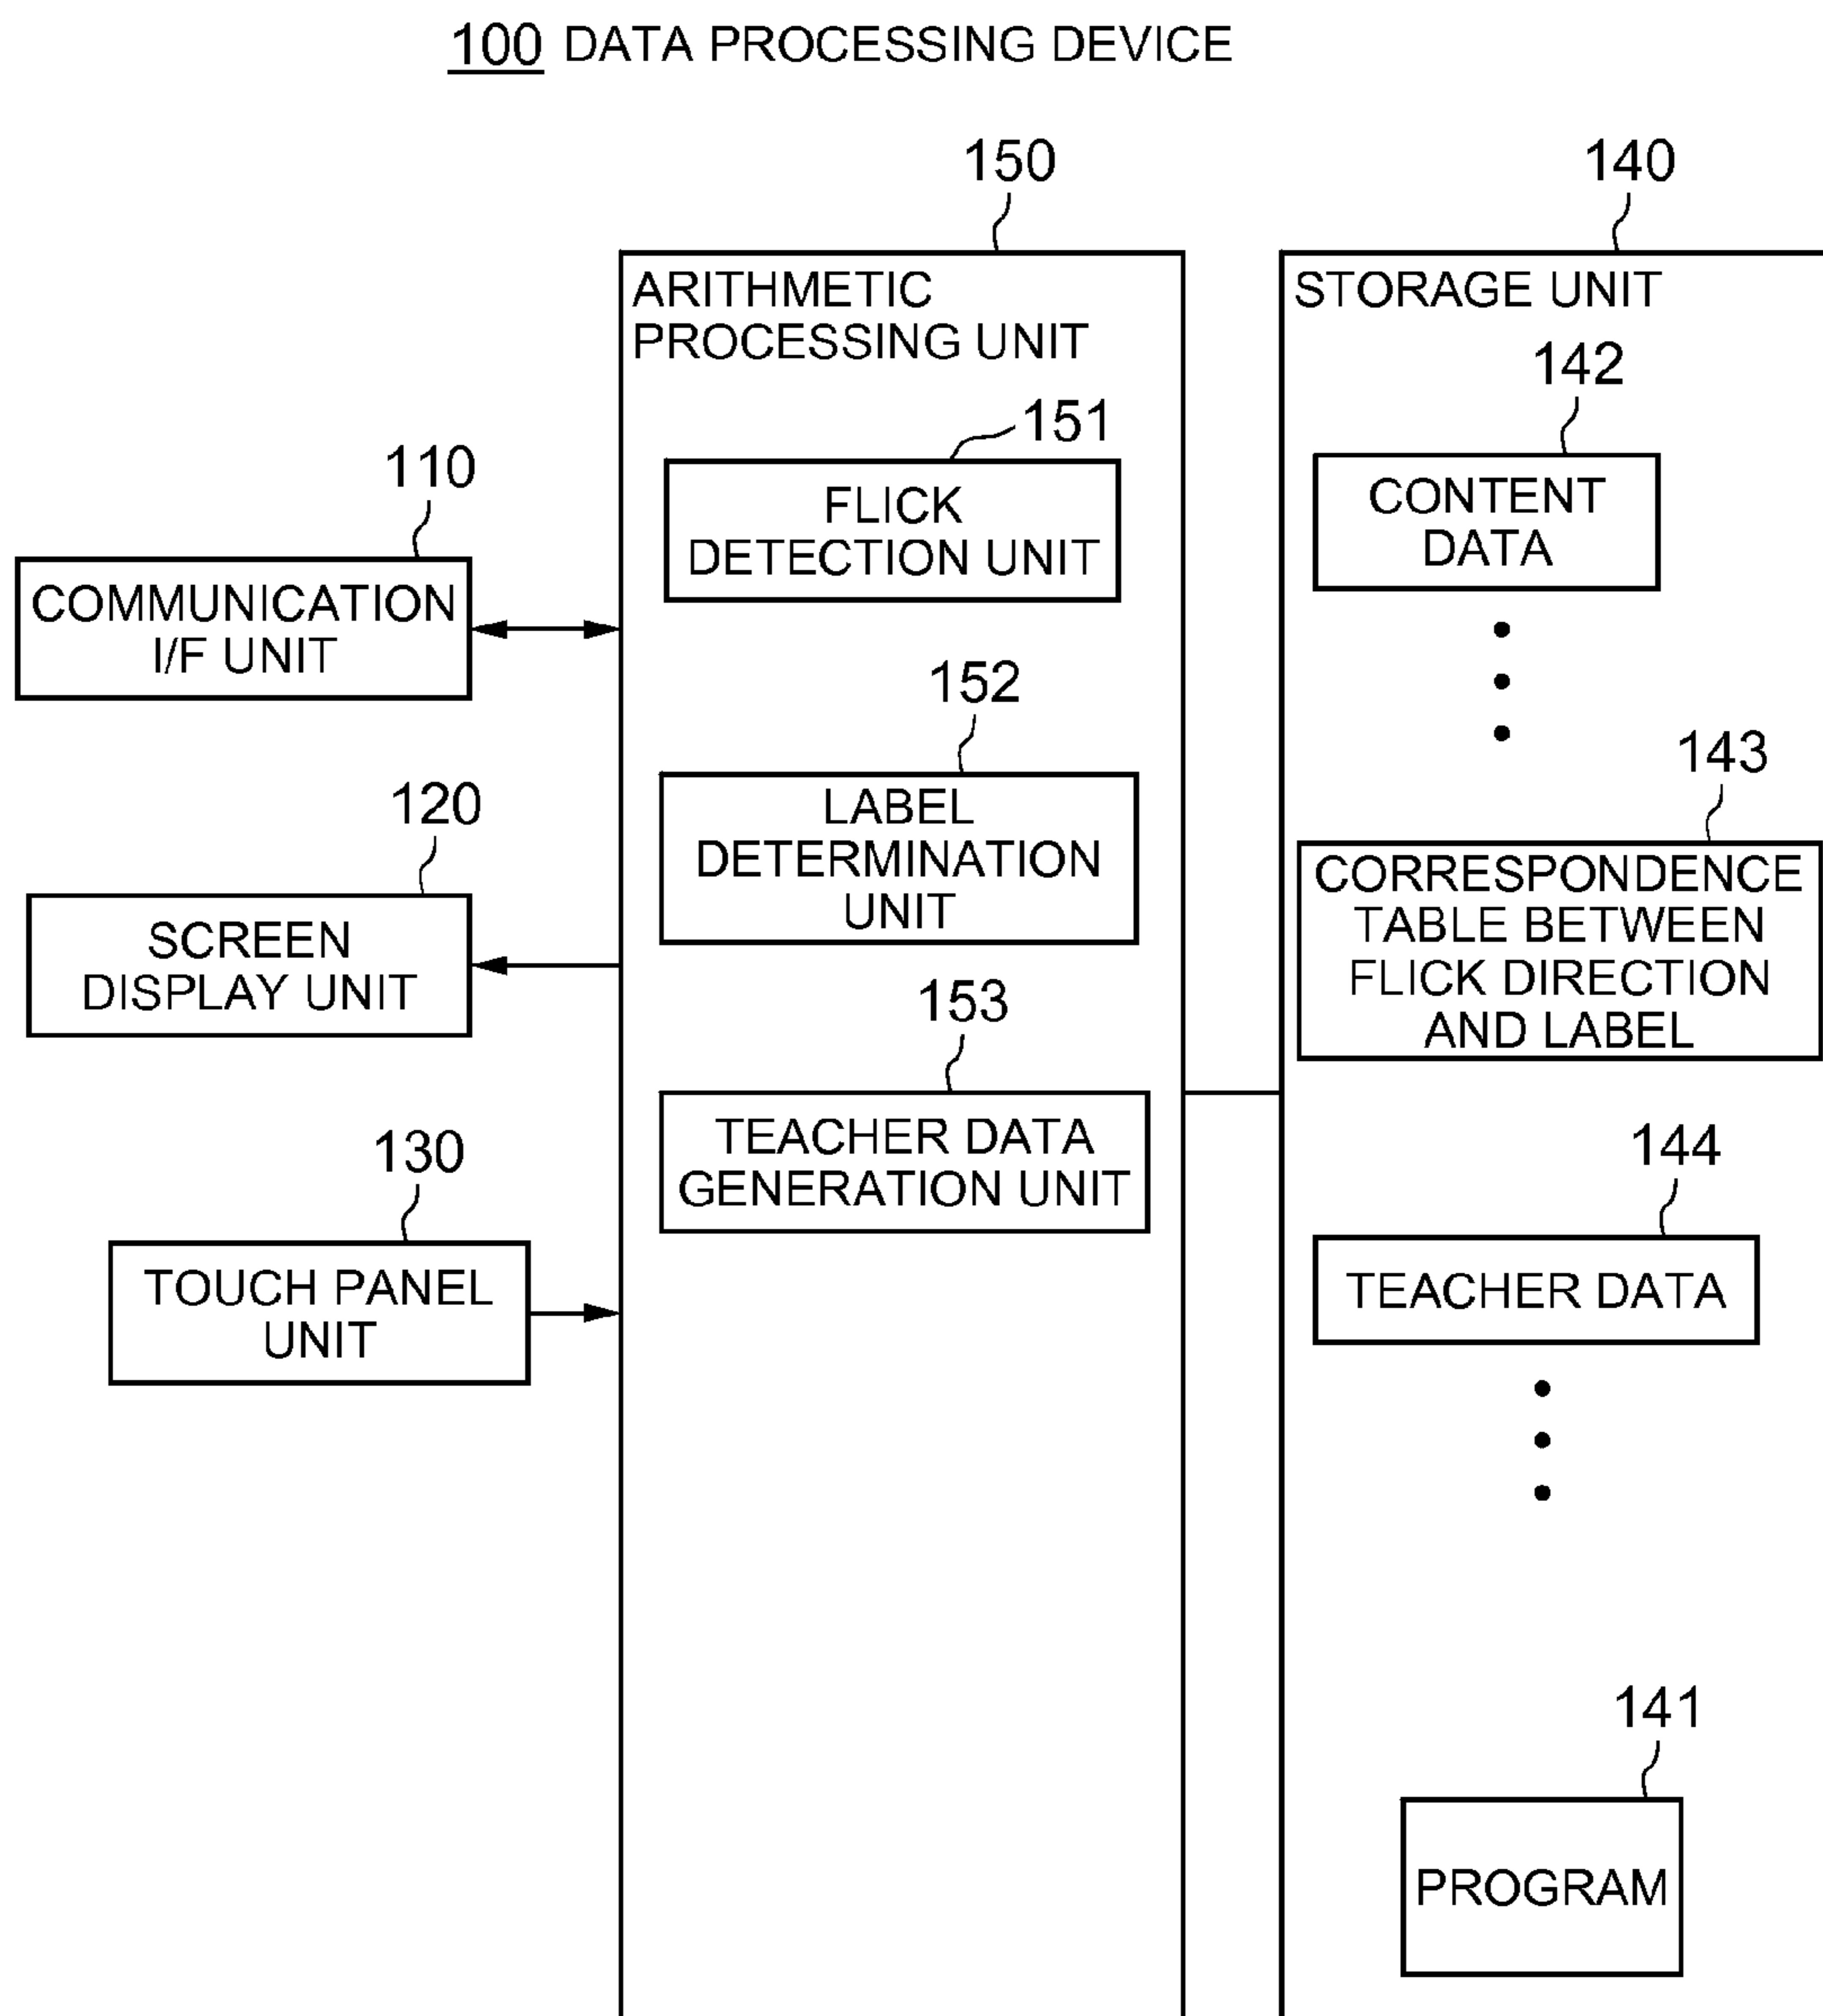 100 DATA PROCESSING DEVICE
150
140
ARITHMETIC
PROCESSING UNIT
STORAGE UNIT
142
151
CONTENT
DATA
FLICK
DETECTION UNIT
110
COMMUNICATION
I/F UNIT
152
143
LABEL
DETERMINATION
UNIT
120
SCREEN
DISPLAY UNIT
CORRESPONDENCE
TABLE BETWEEN
FLICK DIRECTION
AND LABEL
153
TEACHER DATA
GENERATION UNIT
130
TOUCH PANEL
UNIT
144
TEACHER DATA
141
PROGRAM